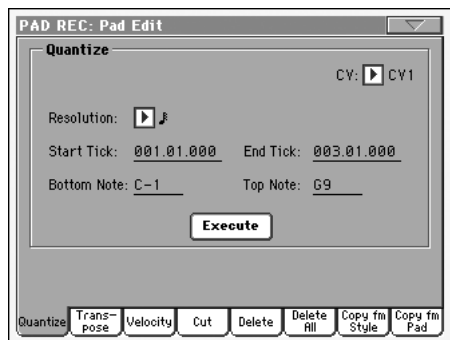 PAD REC: Pad Edit
Quantize
CV: CV1
Resolution:
Start Tick: 001.01.000 End Tick: 003.01.000
Bottom Note: C-1 Top Note: G9
Execute
Quantize Trans-pose Velocity Cut Delete Delete All Copy fm Style Copy fm Pad